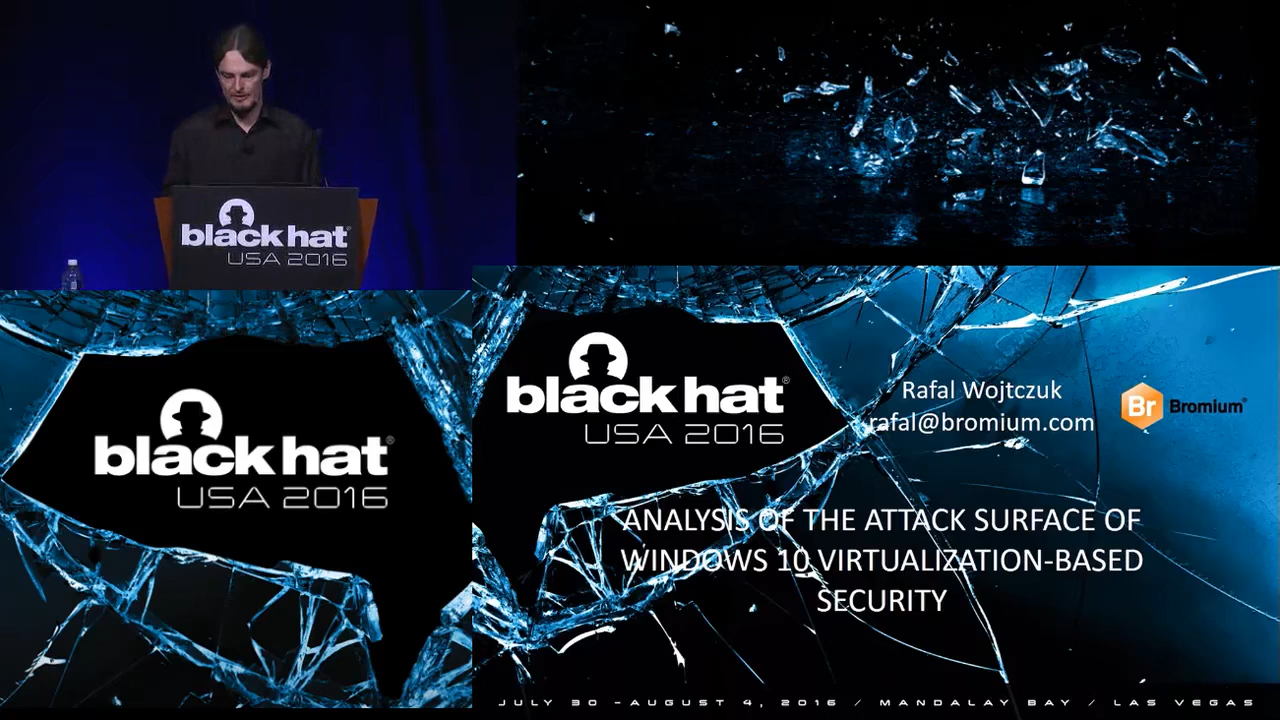 black hat®
USA 2016
black hat®
USA 2016
black hat®
USA 2016
Rafal Wojtczuk
rafal@bromium.com
Br Bromium®
ANALYSIS OF THE ATTACK SURFACE OF
WINDOWS 10 VIRTUALIZATION-BASED
SECURITY
JULY 30 - AUGUST 4, 2016 / MANDALAY BAY / LAS VEGAS